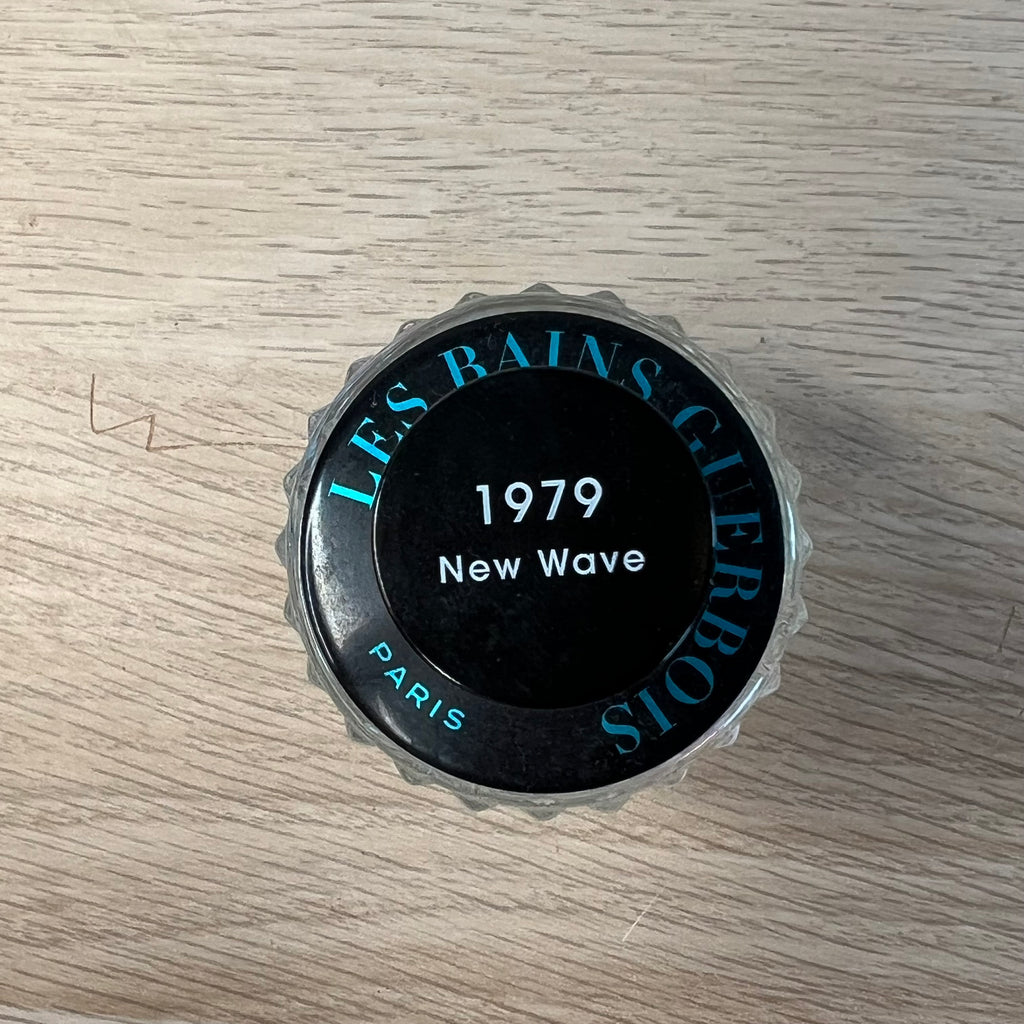 LES BAINS GUERBOIS
1979
New Wave
PARIS